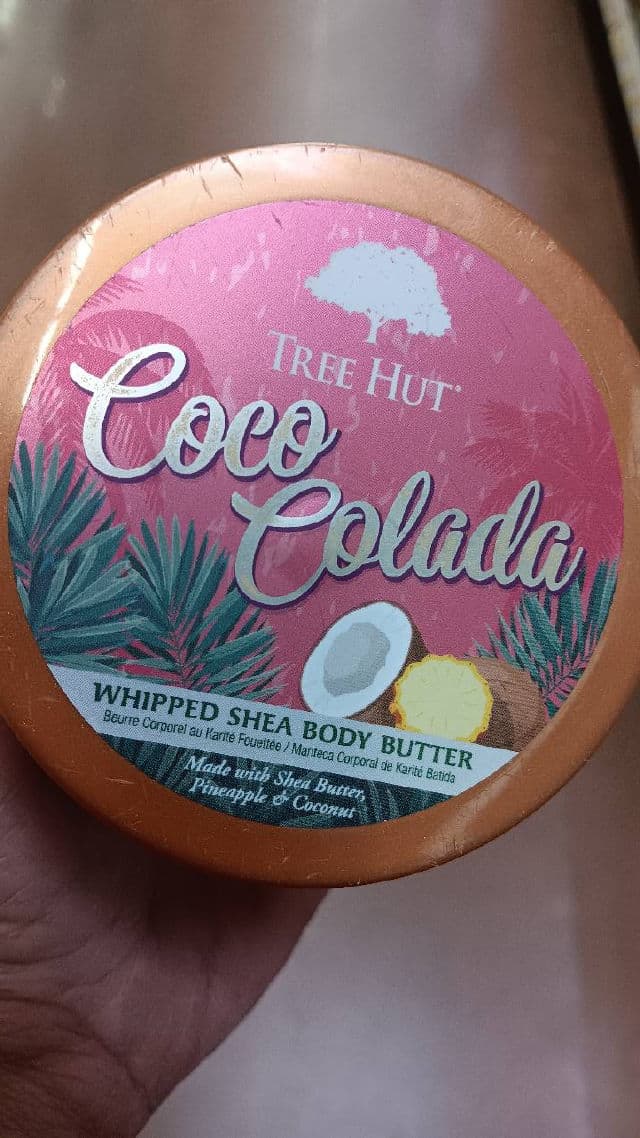 TREE HUT®
Coco
Colada
WHIPPED SHEA BODY BUTTER
Beurre Corporel au Karité Fouettée / Manteca Corporal de Karité Batida
Made with Shea Butter,
Pineapple & Coconut